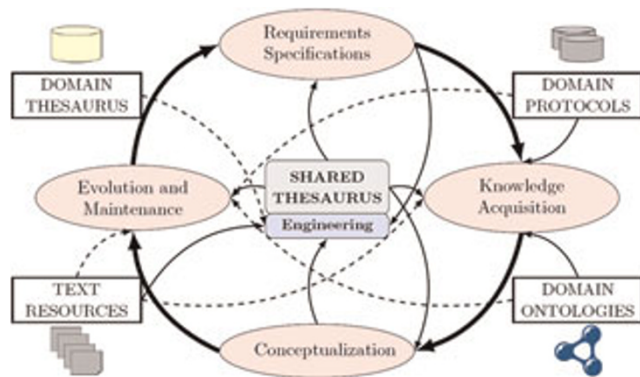 Requirements
Specifications
DOMAIN
THESAURUS
DOMAIN
PROTOCOLS
SHARED
THESAURUS
Engineering
Evolution and
Maintenance
Knowledge
Acquisition
TEXT
RESOURCES
DOMAIN
ONTOLOGIES
Conceptualization